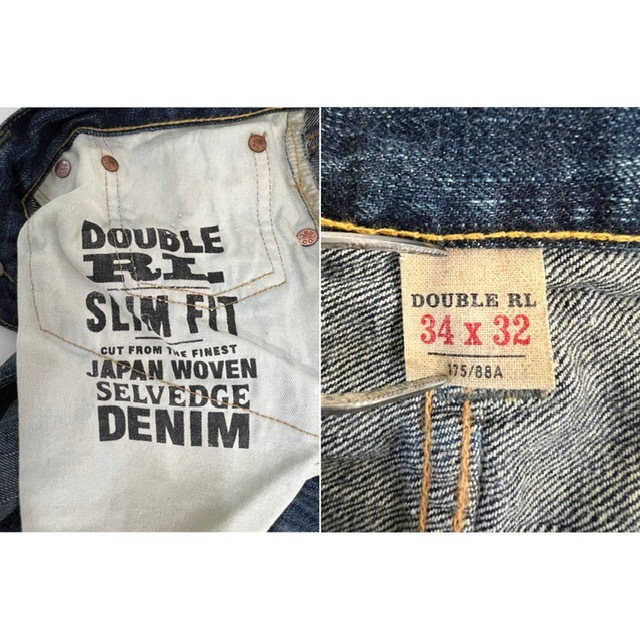 DOUBLE
RL
SLIM FIT
CUT FROM THE FINEST
JAPAN WOVEN
SELVEDGE
DENIM
DOUBLE RL
34 x 32
175/88A